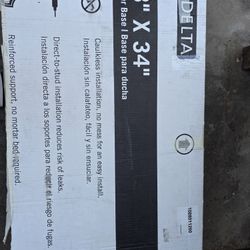 DELTA
" X 34"
er Base | Base para ducha
Caulkless installation, no mess for an easy install.
Instalación sin calafateo, fácil y sin ensuciar.
Direct-to-stud installation reduces risk of leaks.
Instalación directa a los soportes para reducir el riesgo de fugas.
Reinforced support, no mortar bed required.